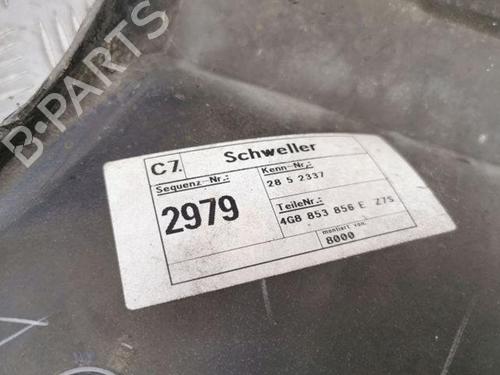 B-PARTS
C7. Schweller
Sequenz-Nr.:
2979
Kenn-Nr.:
28 5 2337
TeileNr.:
4G8 853 856 E Z7S
montiert von:
8000